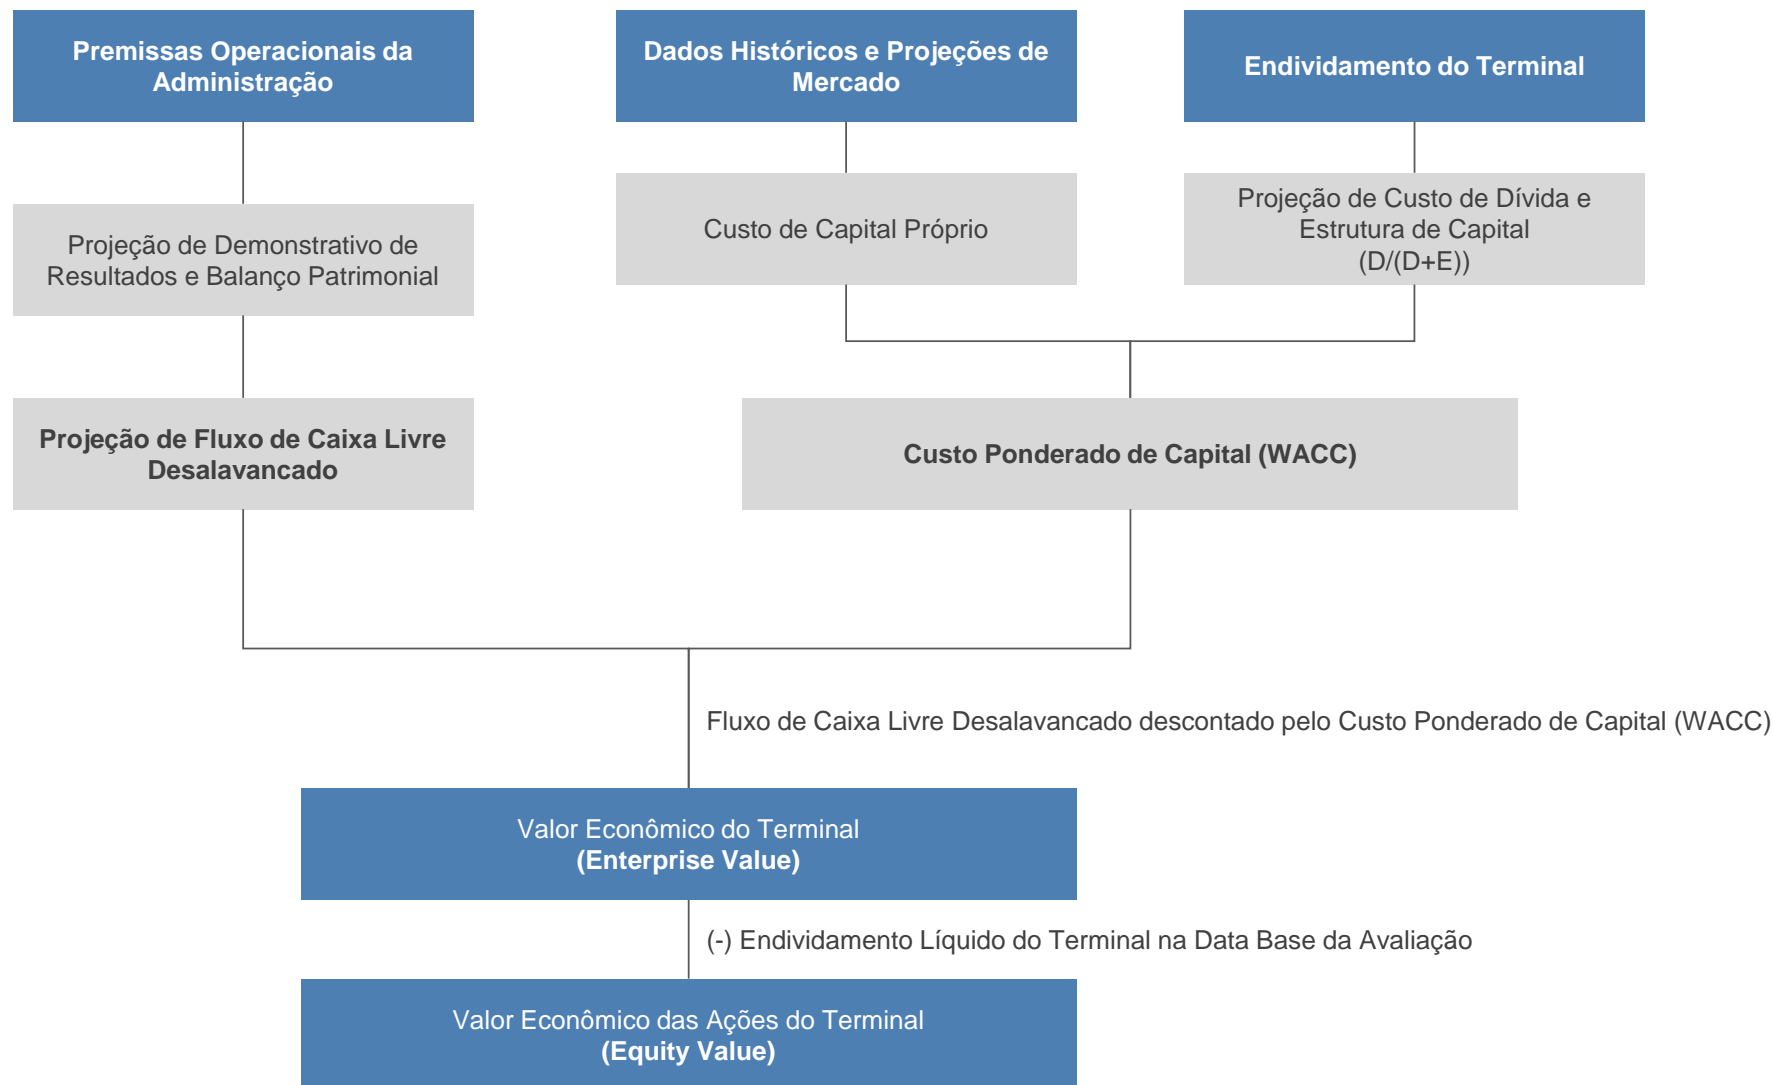 Premissas Operacionais da
Administração
Dados Históricos e Projeções de
Mercado
Endividamento do Terminal
Projeção de Demonstrativo de
Resultados e Balanço Patrimonial
Custo de Capital Próprio
Projeção de Custo de Dívida e
Estrutura de Capital
(D/(D+E))
Projeção de Fluxo de Caixa Livre
Desalavancado
Custo Ponderado de Capital (WACC)
Fluxo de Caixa Livre Desalavancado descontado pelo Custo Ponderado de Capital (WACC)
Valor Econômico do Terminal
(Enterprise Value)
(-) Endividamento Líquido do Terminal na Data Base da Avaliação
Valor Econômico das Ações do Terminal
(Equity Value)